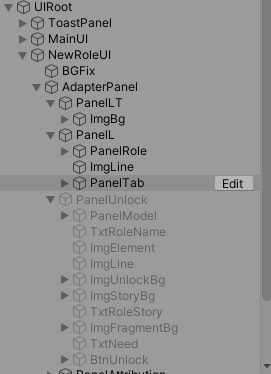 UIRoot
ToastPanel
MainUI
NewRoleUI
BGFix
AdapterPanel
PanelLT
ImgBg
PanelL
PanelRole
ImgLine
PanelTab Edit
PanelUnlock
PanelModel
TxtRoleName
ImgElement
ImgLine
ImgUnlockBg
ImgStoryBg
TxtRoleStory
ImgFragmentBg
TxtNeed
BtnUnlock
PanelAttribution